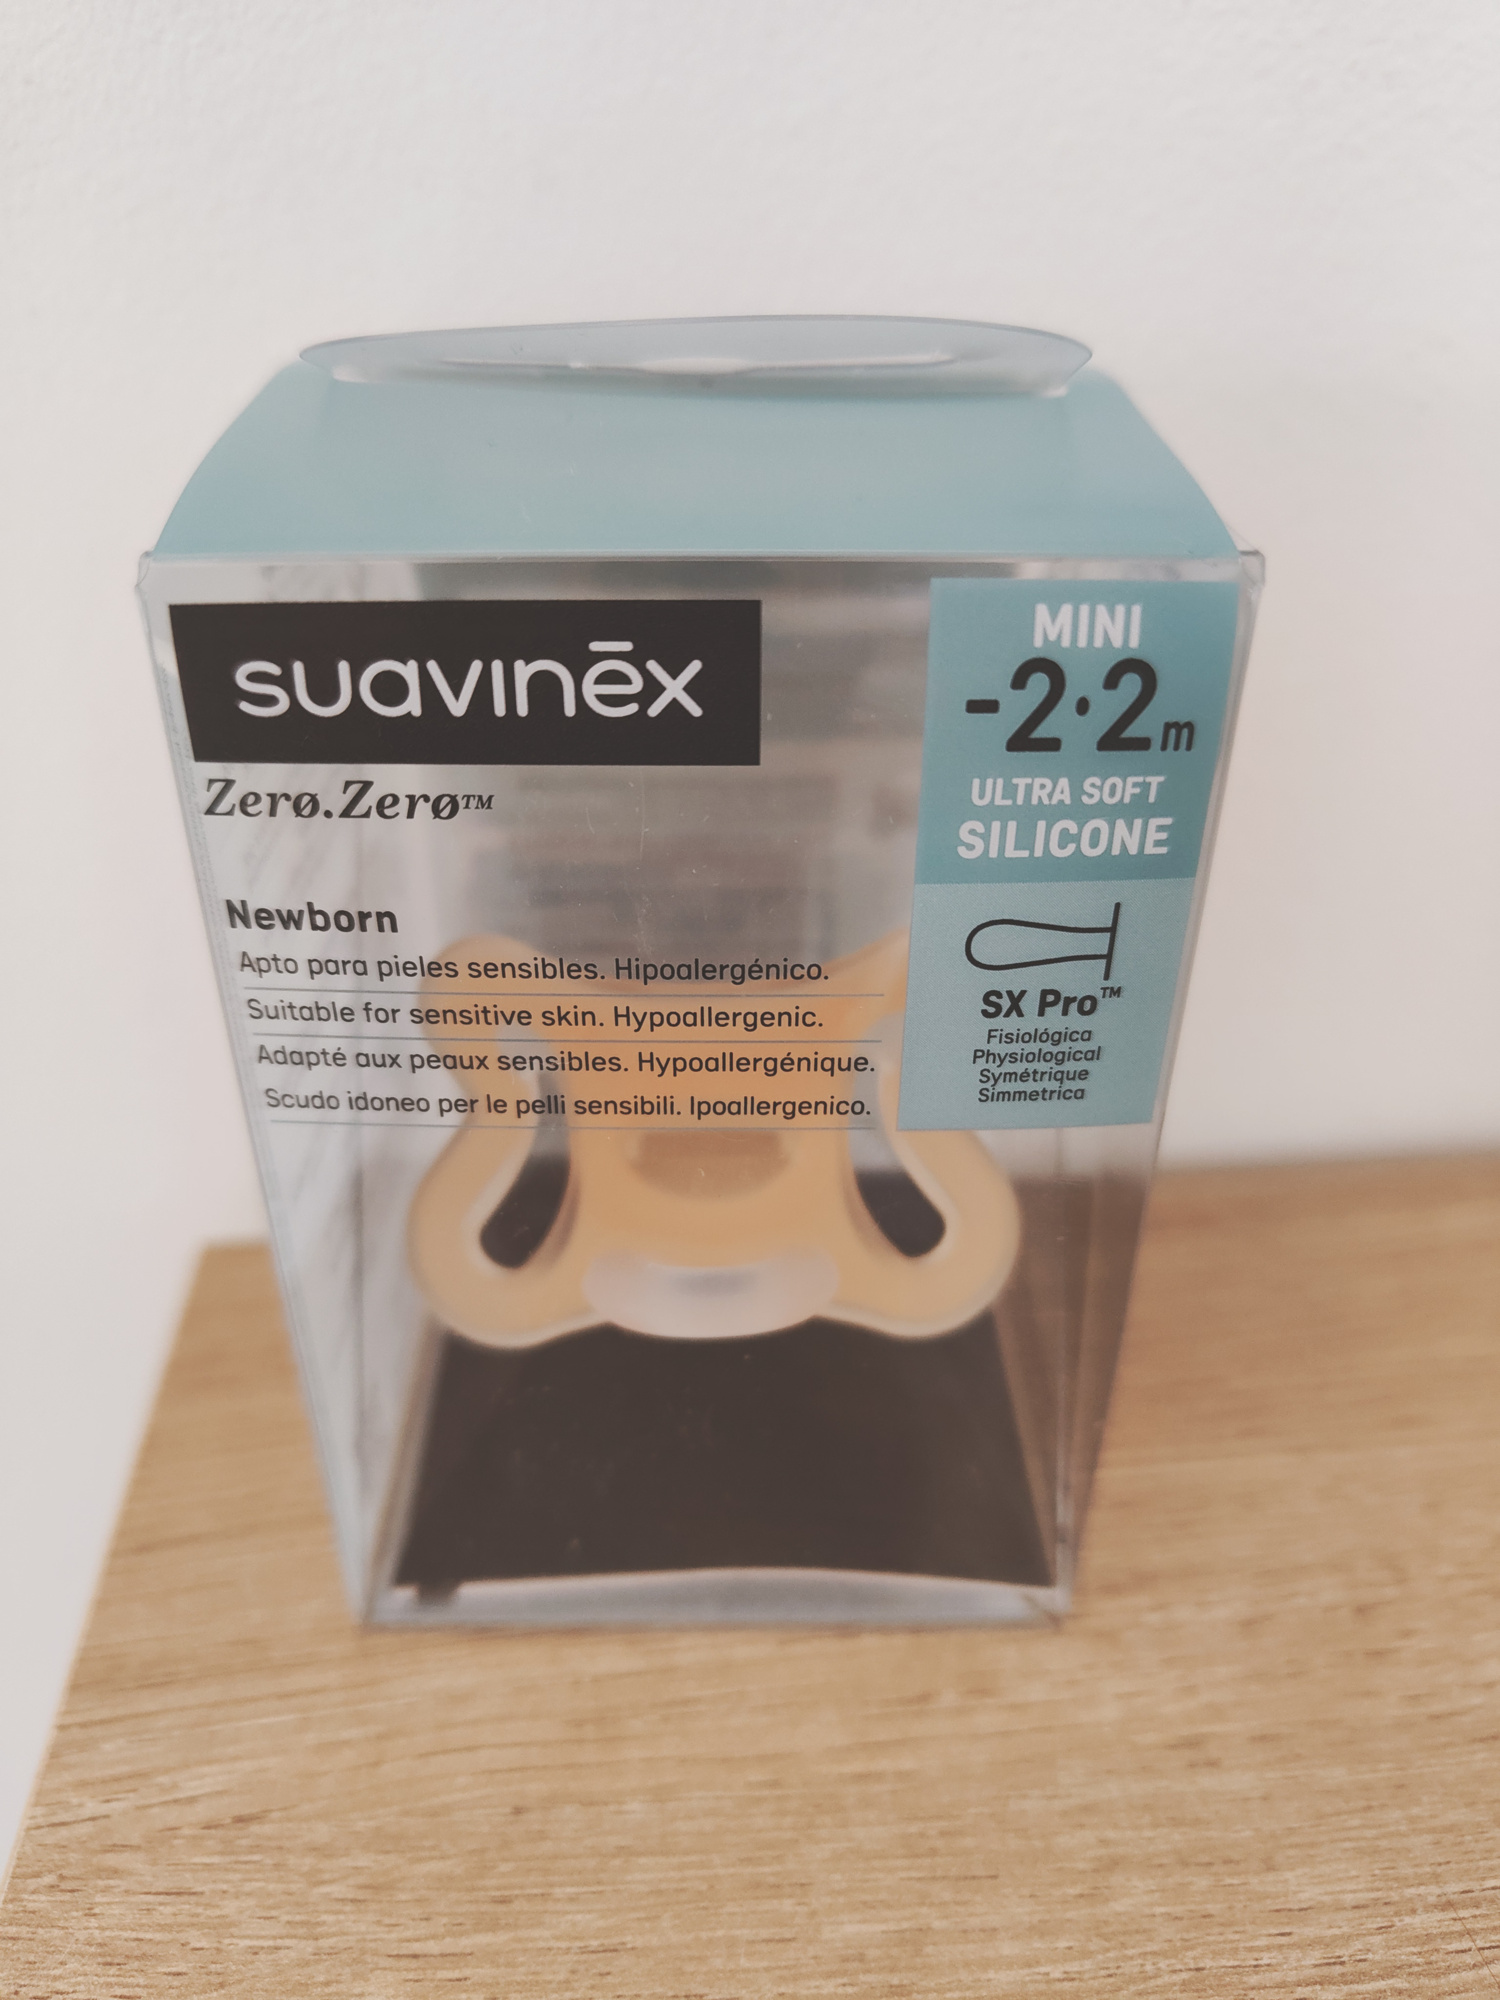 suavinēx
Zerø.Zerø™
Newborn
Apto para pieles sensibles. Hipoalergénico.
Suitable for sensitive skin. Hypoallergenic.
Adapté aux peaux sensibles. Hypoallergénique.
Scudo idoneo per le pelli sensibili. Ipoallergenico.
MINI
-2·2m
ULTRA SOFT
SILICONE
SX Pro™
Fisiológica
Physiological
Symétrique
Simmetrica